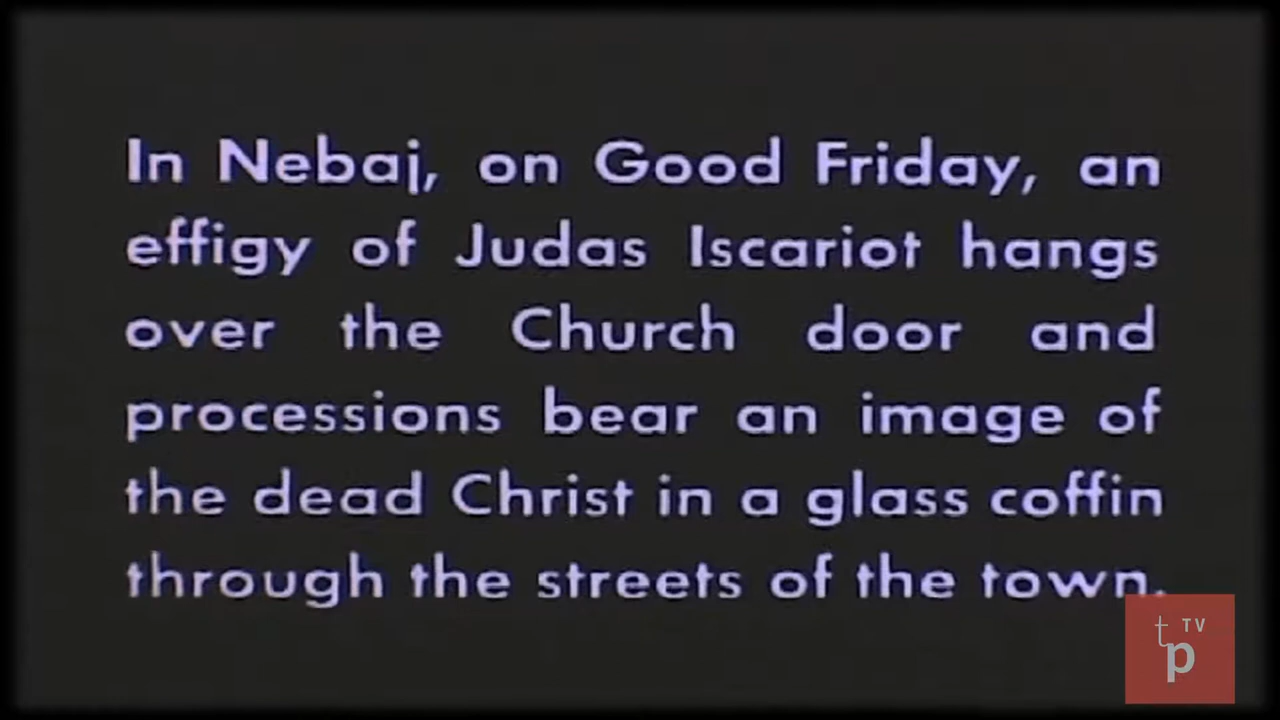 In Nebaj, on Good Friday, an
effigy of Judas Iscariot hangs
over the Church door and
processions bear an image of
the dead Christ in a glass coffin
through the streets of the town.
tp TV